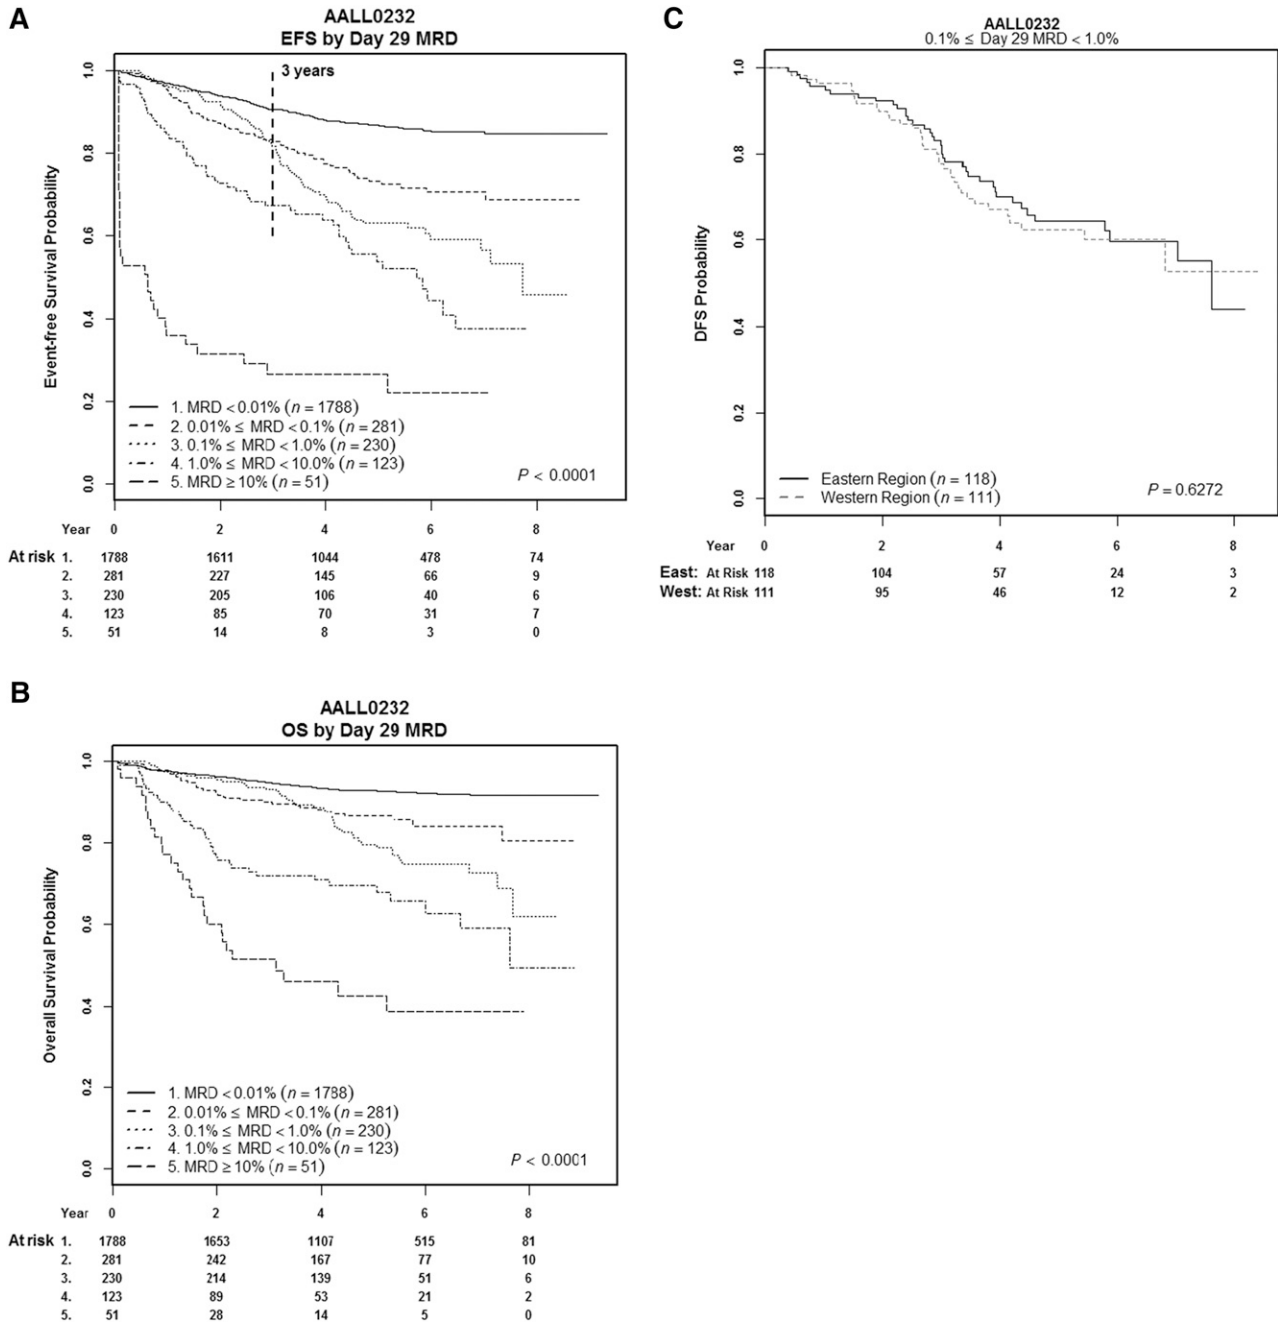 A
AALL0232
EFS by Day 29 MRD
3 years
Event-free Survival Probability
1.0
0.8
0.6
0.4
0.2
0.0
1. MRD < 0.01% (n = 1788)
2. 0.01% ≤ MRD < 0.1% (n = 281)
3. 0.1% ≤ MRD < 1.0% (n = 230)
4. 1.0% ≤ MRD < 10.0% (n = 123)
5. MRD ≥ 10% (n = 51)
P < 0.0001
Year 0 2 4 6 8
At risk 1. 1788 1611 1044 478 74
2. 281 227 145 66 9
3. 230 205 106 40 6
4. 123 85 70 31 7
5. 51 14 8 3 0
B
AALL0232
OS by Day 29 MRD
Overall Survival Probability
1.0
0.8
0.6
0.4
0.2
0.0
1. MRD < 0.01% (n = 1788)
2. 0.01% ≤ MRD < 0.1% (n = 281)
3. 0.1% ≤ MRD < 1.0% (n = 230)
4. 1.0% ≤ MRD < 10.0% (n = 123)
5. MRD ≥ 10% (n = 51)
P < 0.0001
Year 0 2 4 6 8
At risk 1. 1788 1653 1107 515 81
2. 281 242 167 77 10
3. 230 214 139 51 6
4. 123 89 53 21 2
5. 51 28 14 5 0
C
AALL0232
0.1% ≤ Day 29 MRD < 1.0%
DFS Probability
1.0
0.8
0.6
0.4
0.2
0.0
Eastern Region (n = 118)
Western Region (n = 111)
P = 0.6272
Year 0 2 4 6 8
East: At Risk 118 104 57 24 3
West: At Risk 111 95 46 12 2